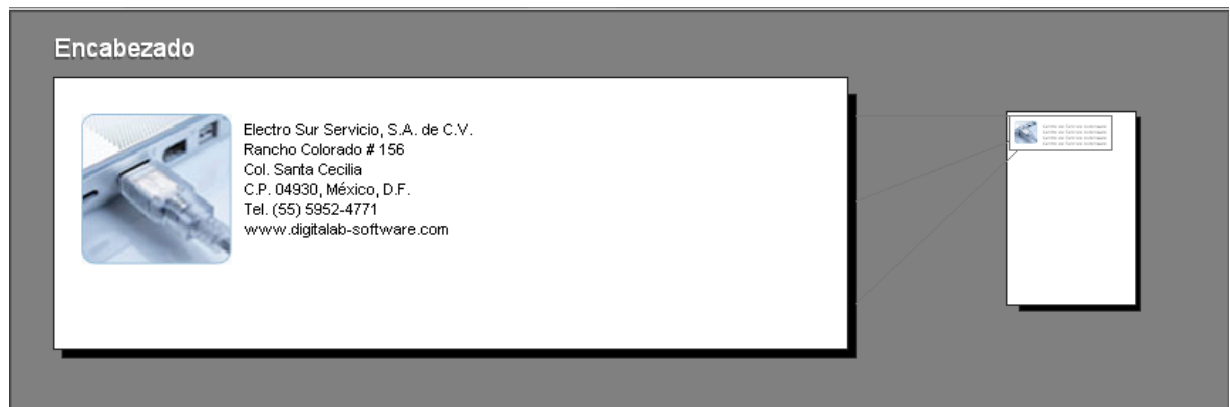 Encabezado
Electro Sur Servicio, S.A. de C.V.
Rancho Colorado # 156
Col. Santa Cecilia
C.P. 04930, México, D.F.
Tel. (55) 5952-4771
www.digitalab-software.com